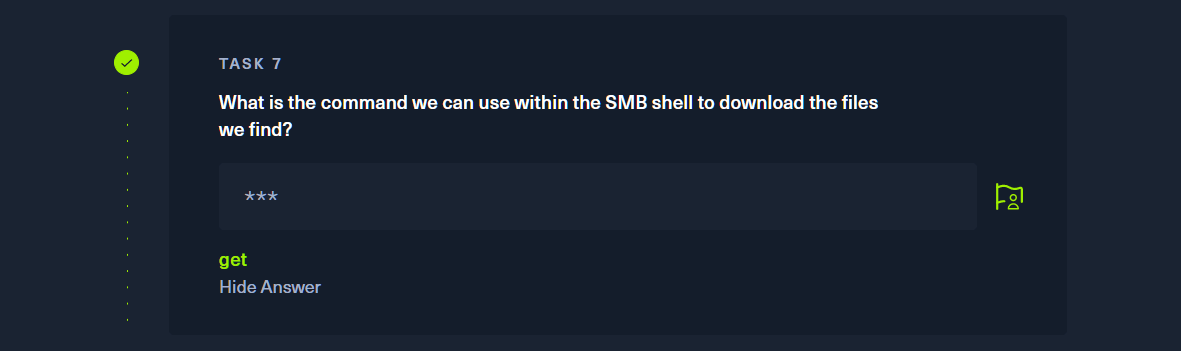 TASK 7
What is the command we can use within the SMB shell to download the files
we find?
***
get
Hide Answer